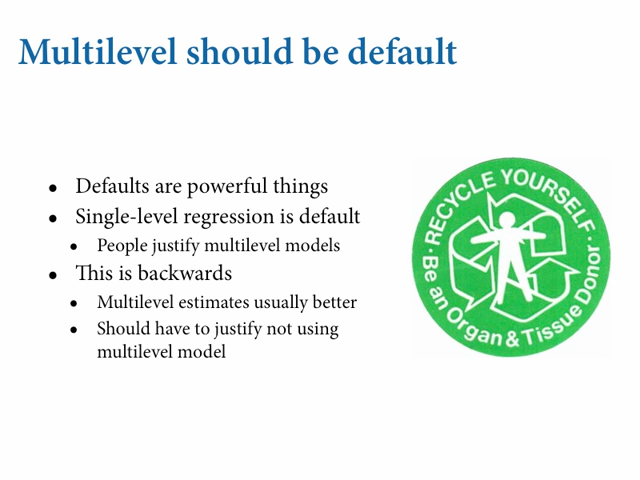 Multilevel should be default
• Defaults are powerful things
• Single-level regression is default
• People justify multilevel models
• This is backwards
• Multilevel estimates usually better
• Should have to justify not using
multilevel model
· RECYCLE YOURSELF ·
Be an Organ & Tissue Donor